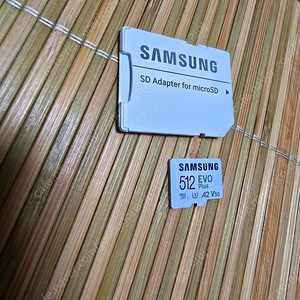 SAMSUNG
SD Adapter for microSD
SAMSUNG
512 EVO
Plus
U3 A2 V30